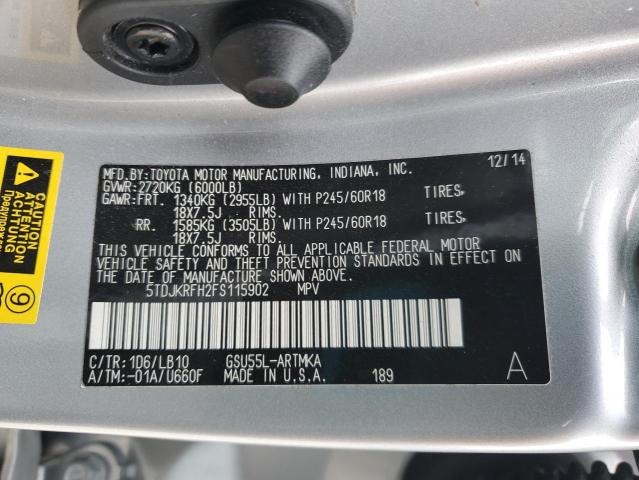 MFD.BY:TOYOTA MOTOR MANUFACTURING, INDIANA, INC. 12/14
GVWR:2720KG (6000LB)
GAWR:FRT. 1340KG (2955LB) WITH P245/60R18 TIRES,
18X7.5J RIMS.
RR. 1585KG (3505LB) WITH P245/60R18 TIRES,
18X7.5J RIMS.
THIS VEHICLE CONFORMS TO ALL APPLICABLE FEDERAL MOTOR
VEHICLE SAFETY AND THEFT PREVENTION STANDARDS IN EFFECT ON
THE DATE OF MANUFACTURE SHOWN ABOVE.
5TDJKRFH2FS115902 MPV
C/TR:1D6/LB10 GSU55L-ARTMKA
A/TM:-01A/U660F MADE IN U.S.A. 189 A
CAUTION
ATTENTION
ACHTUNG
9